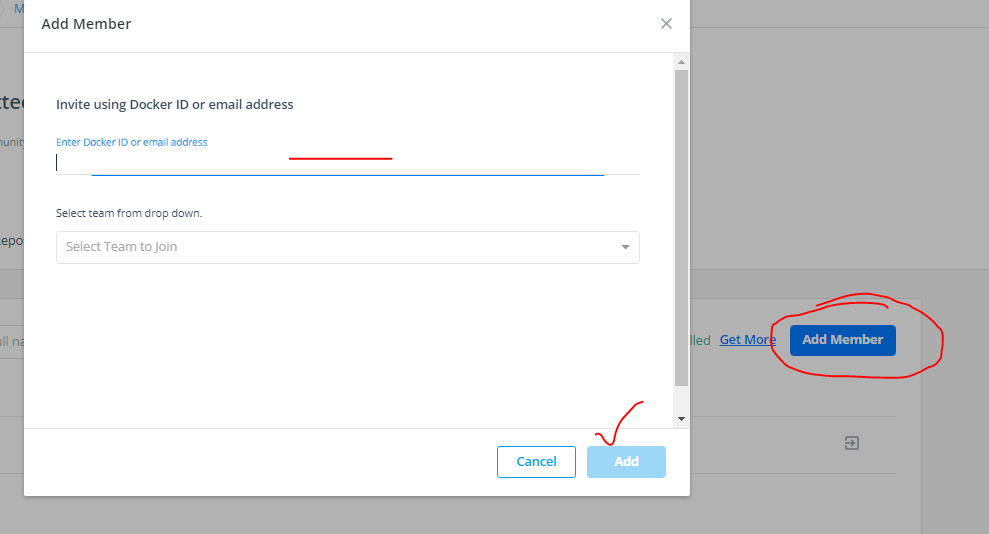 M
Add Member
Invite using Docker ID or email address
Enter Docker ID or email address
Select team from drop down.
Select Team to Join
Get More
Add Member
Cancel
Add